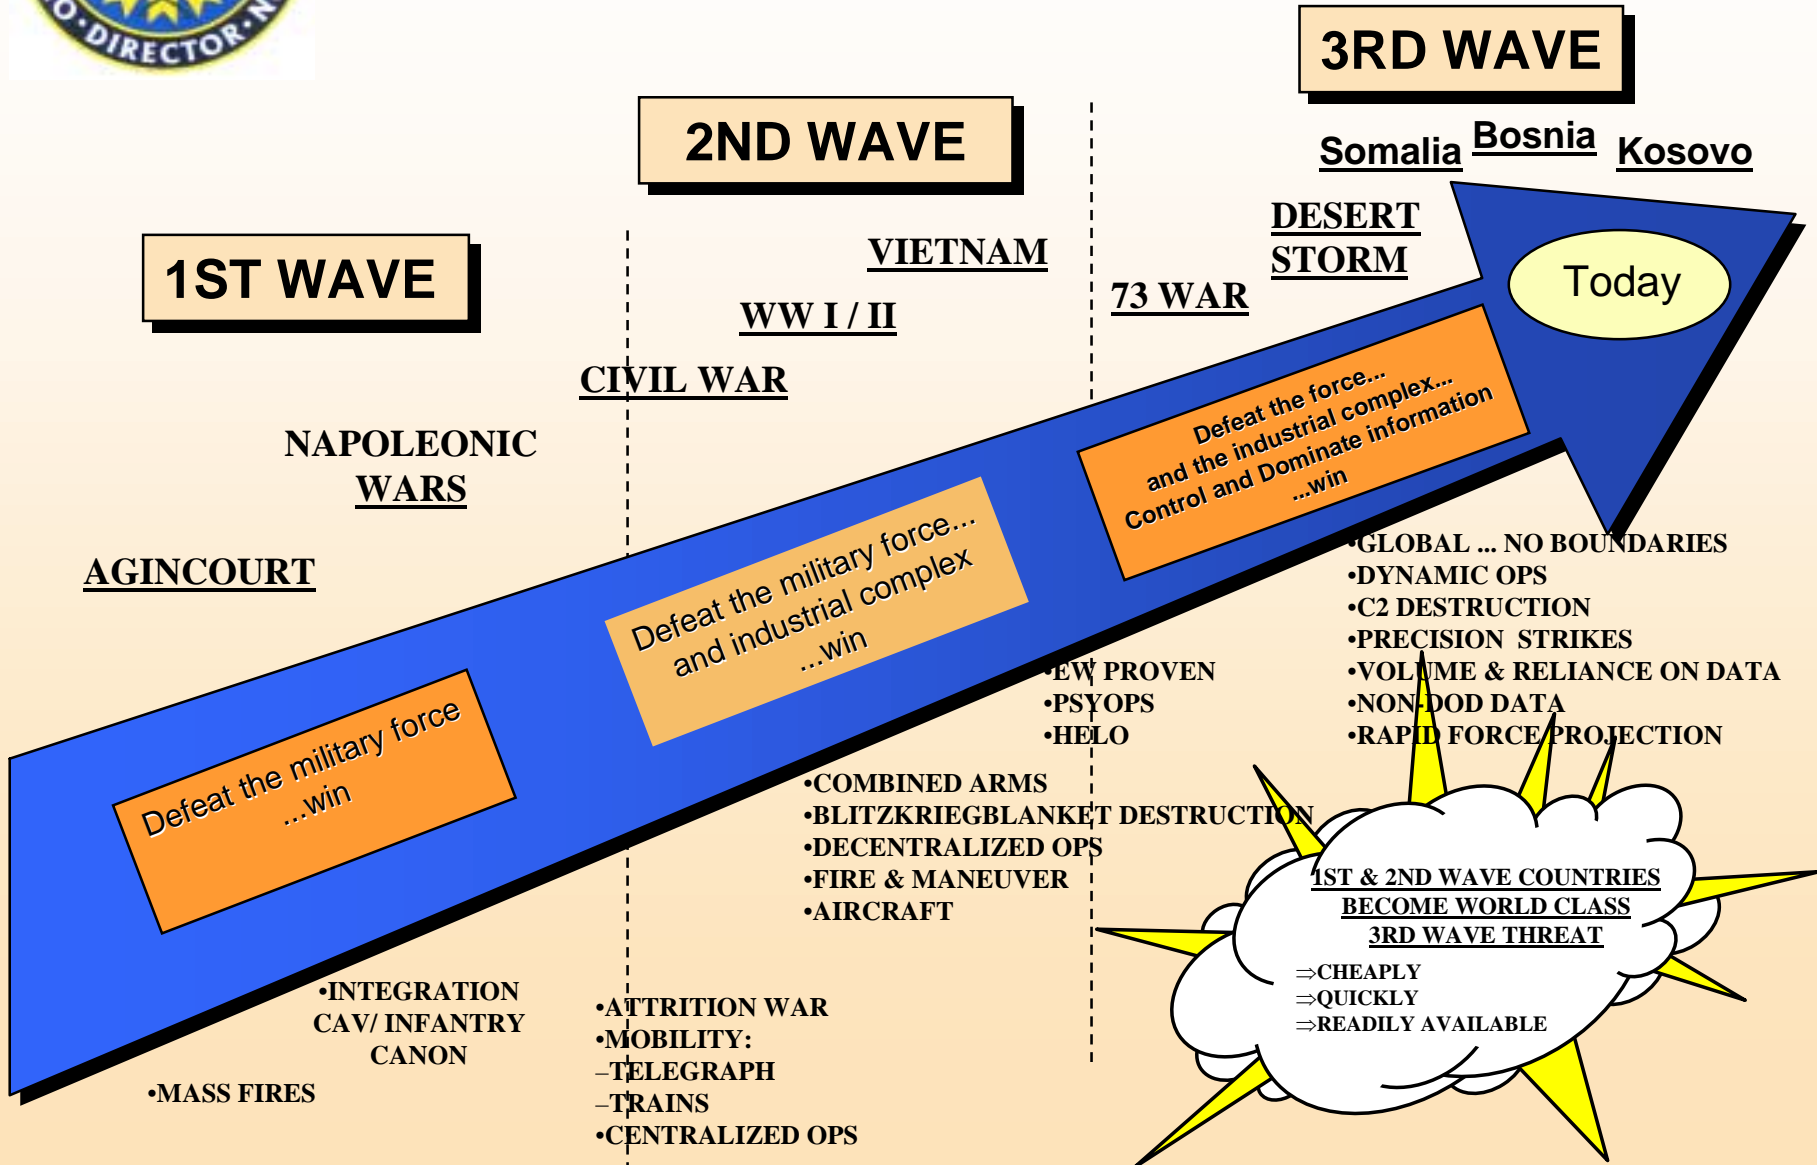 DIRECTOR
3RD WAVE
2ND WAVE
1ST WAVE
Somalia Bosnia Kosovo
DESERT
STORM
73 WAR
VIETNAM
WW I / II
CIVIL WAR
NAPOLEONIC
WARS
AGINCOURT
Today
Defeat the force...
and the industrial complex...
Control and Dominate information
...win
Defeat the military force...
and industrial complex
...win
Defeat the military force
...win
•GLOBAL ... NO BOUNDARIES
•DYNAMIC OPS
•C2 DESTRUCTION
•PRECISION STRIKES
•VOLUME & RELIANCE ON DATA
•NON-DOD DATA
•RAPID FORCE PROJECTION
•EW PROVEN
•PSYOPS
•HELO
•COMBINED ARMS
•BLITZKRIEGBLANKET DESTRUCTION
•DECENTRALIZED OPS
•FIRE & MANEUVER
•AIRCRAFT
1ST & 2ND WAVE COUNTRIES
BECOME WORLD CLASS
3RD WAVE THREAT
⇒CHEAPLY
⇒QUICKLY
⇒READILY AVAILABLE
•INTEGRATION
CAV/ INFANTRY
CANON
•MASS FIRES
•ATTRITION WAR
•MOBILITY:
–TELEGRAPH
–TRAINS
•CENTRALIZED OPS